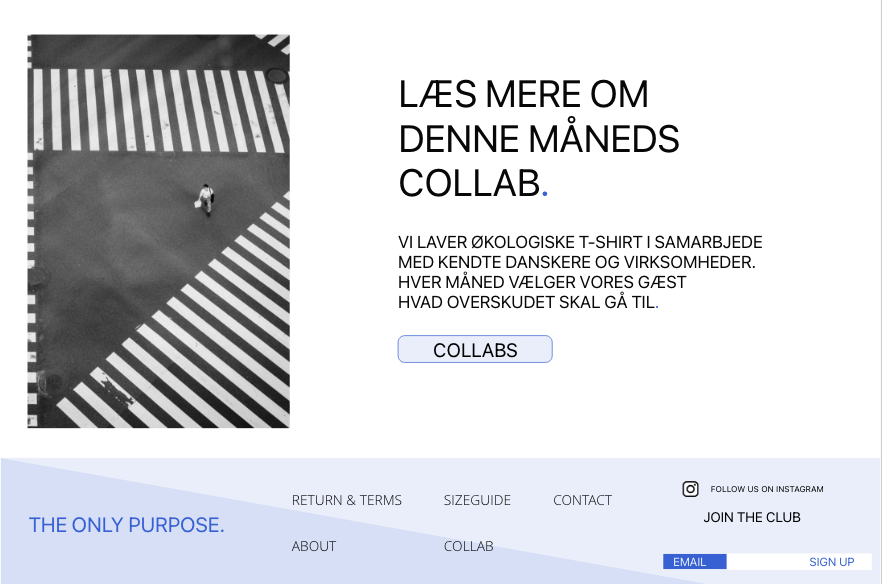 LÆS MERE OM
DENNE MÅNEDS
COLLAB.
VI LAVER ØKOLOGISKE T-SHIRT I SAMARBJEDE
MED KENDTE DANSKERE OG VIRKSOMHEDER.
HVER MÅNED VÆLGER VORES GÆST
HVAD OVERSKUDET SKAL GÅ TIL.
COLLABS
THE ONLY PURPOSE.
RETURN & TERMS
SIZEGUIDE
CONTACT
ABOUT
COLLAB
FOLLOW US ON INSTAGRAM
JOIN THE CLUB
EMAIL
SIGN UP